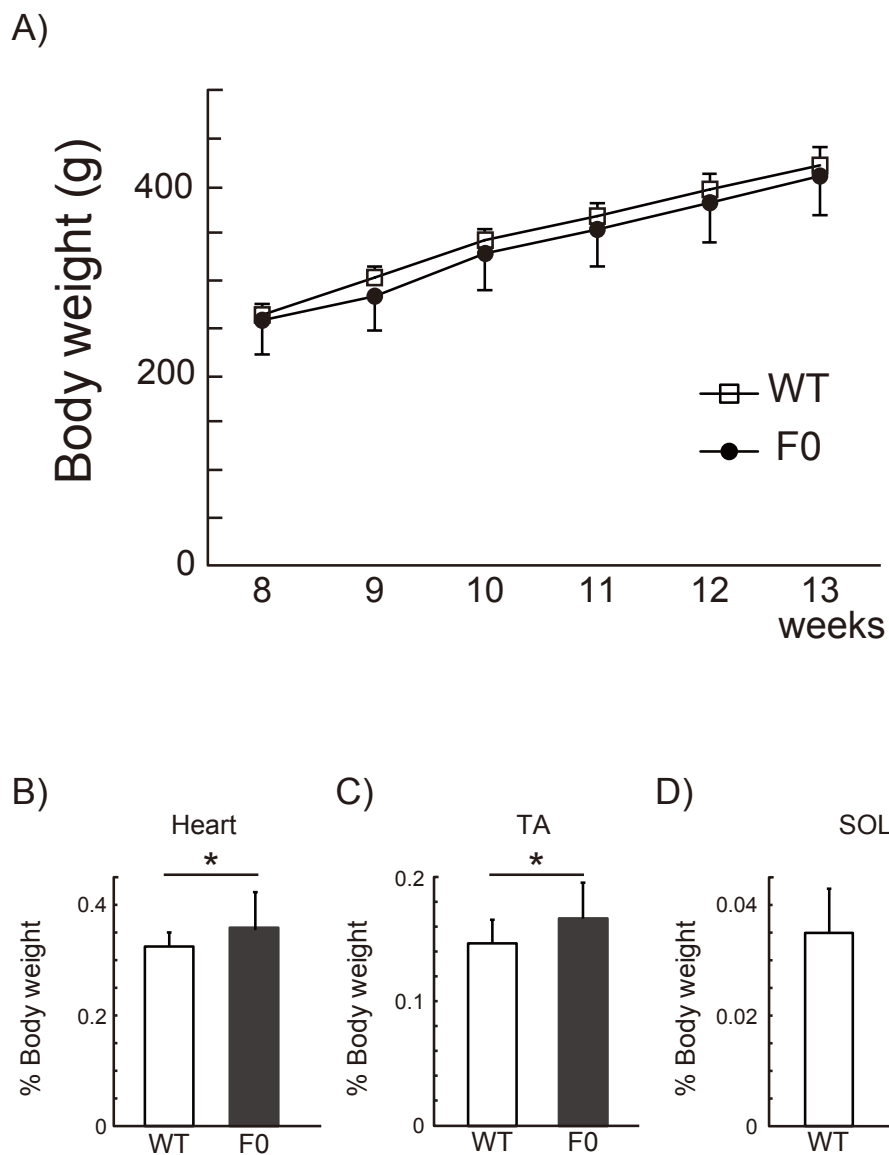 A)
Body weight (g)
400
200
0
WT
F0
8 9 10 11 12 13
weeks
B) C) D)
Heart TA SOL
* *
% Body weight
0.4
0.2
0
WT F0
% Body weight
0.2
0.1
0
WT F0
% Body weight
0.04
0.02
0
WT